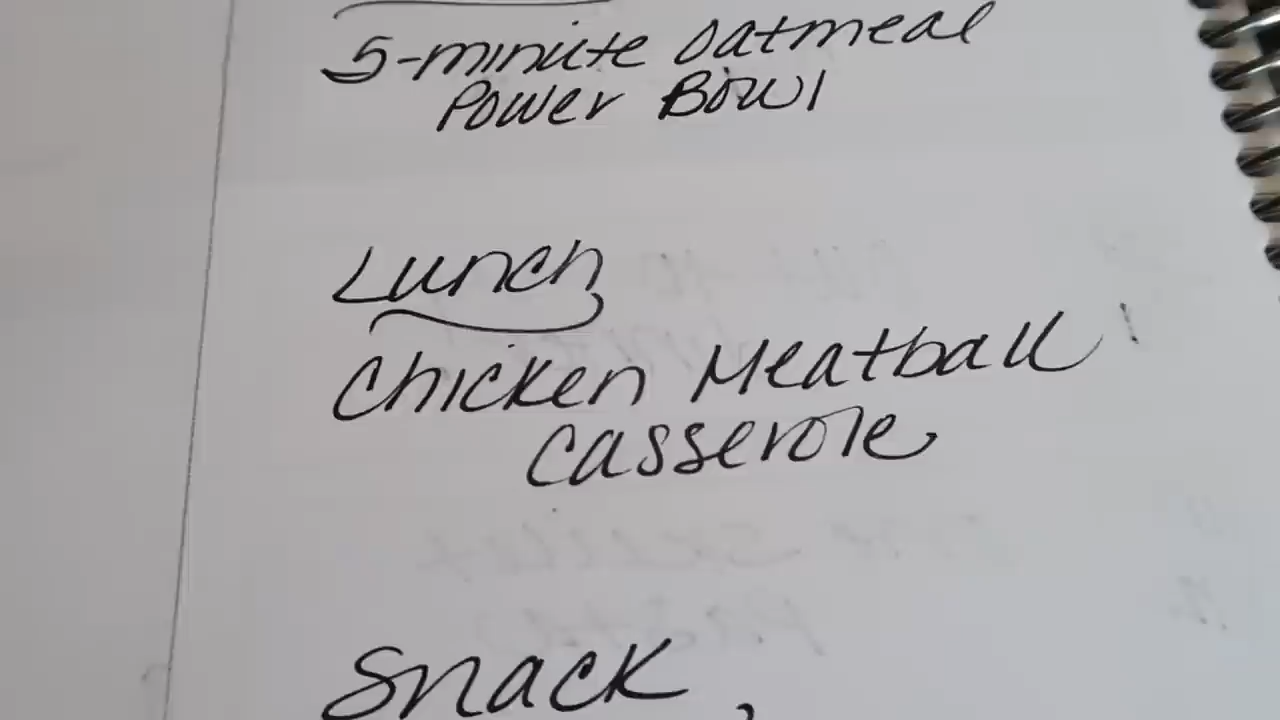 5-minute Oatmeal
Power Bowl
Lunch
Chicken Meatball
Casserole
Snack